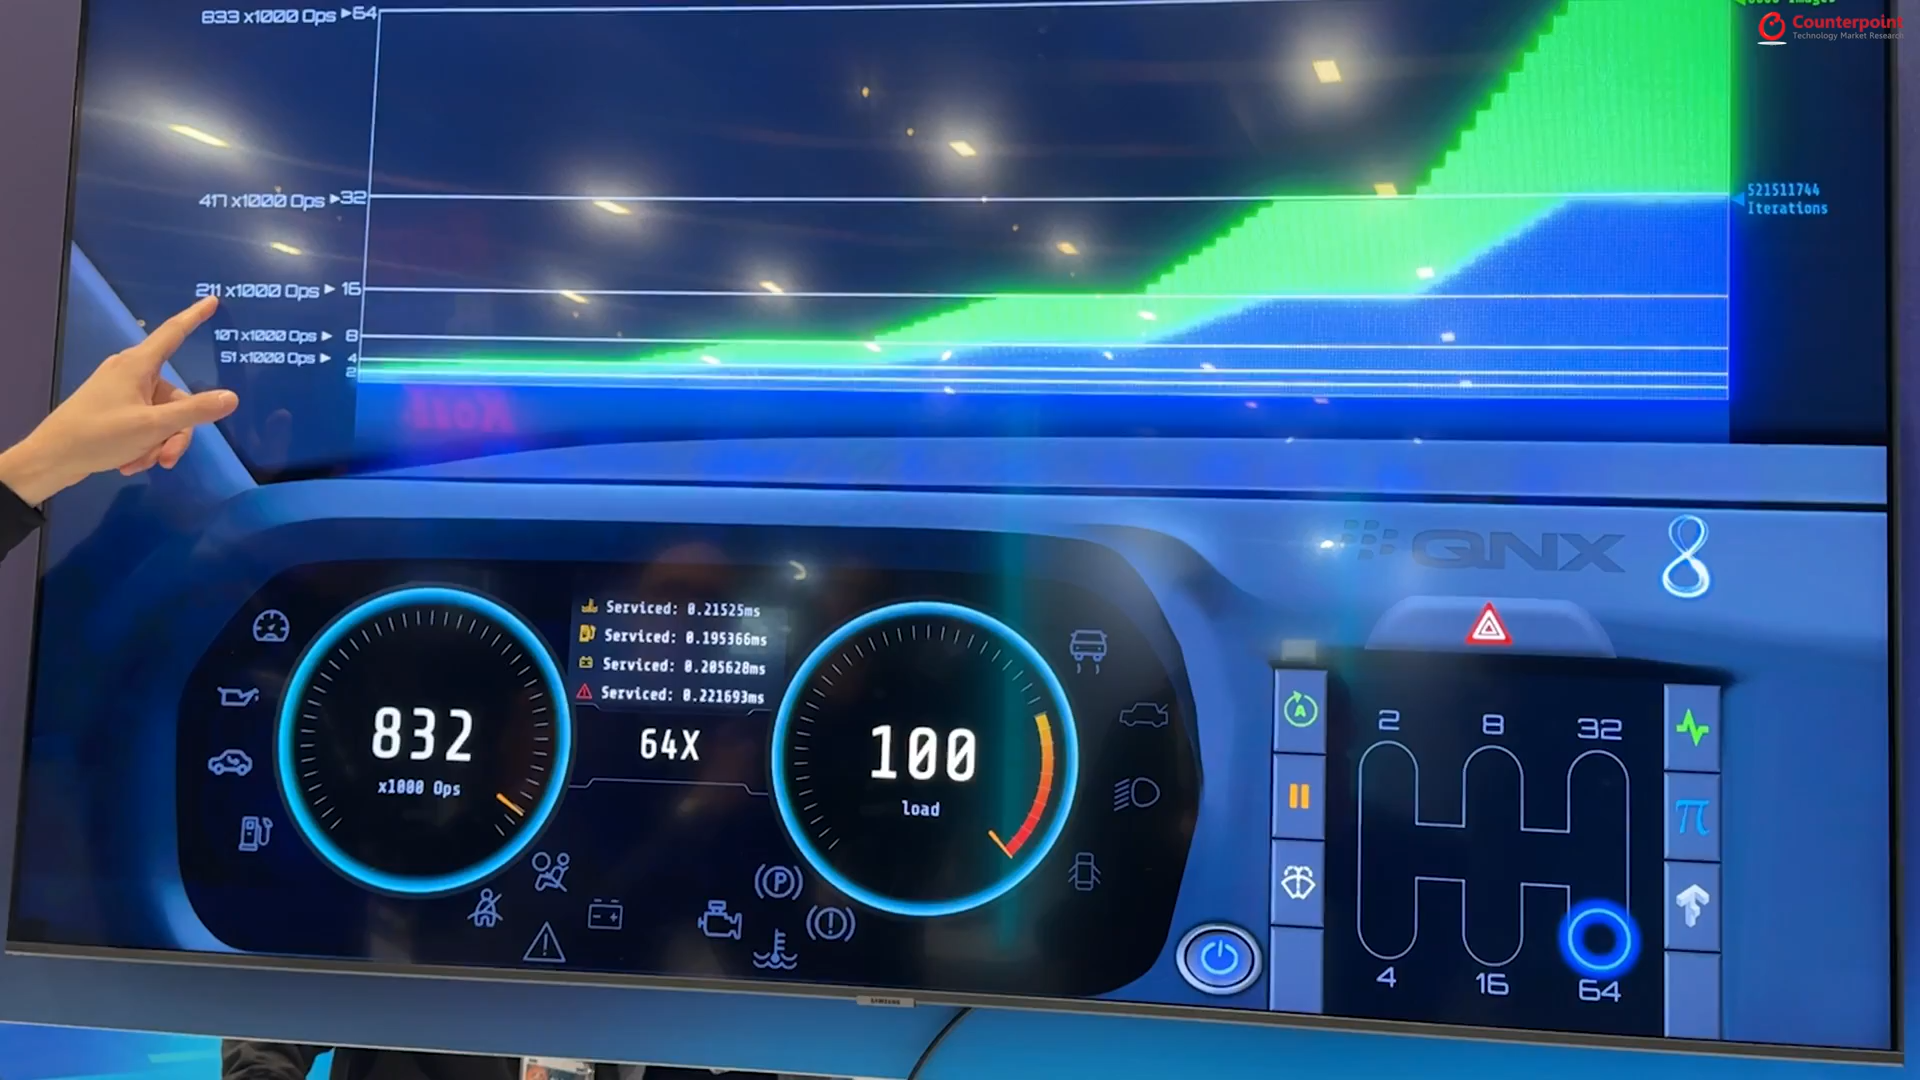 833 x1000 Ops ▶64
Counterpoint
Technology Market Research
417 x1000 Ops ▶32
521511744
Iterations
211 x1000 Ops ▶ 16
107 x1000 Ops ▶ 8
51 x1000 Ops ▶ 4
2
QNX 8
Serviced: 0.21525ms
Serviced: 0.195366ms
Serviced: 0.205628ms
Serviced: 0.221693ms
832
x1000 Ops
64X
100
load
A
2 8 32
π
P
4 16 64
SAMSUNG